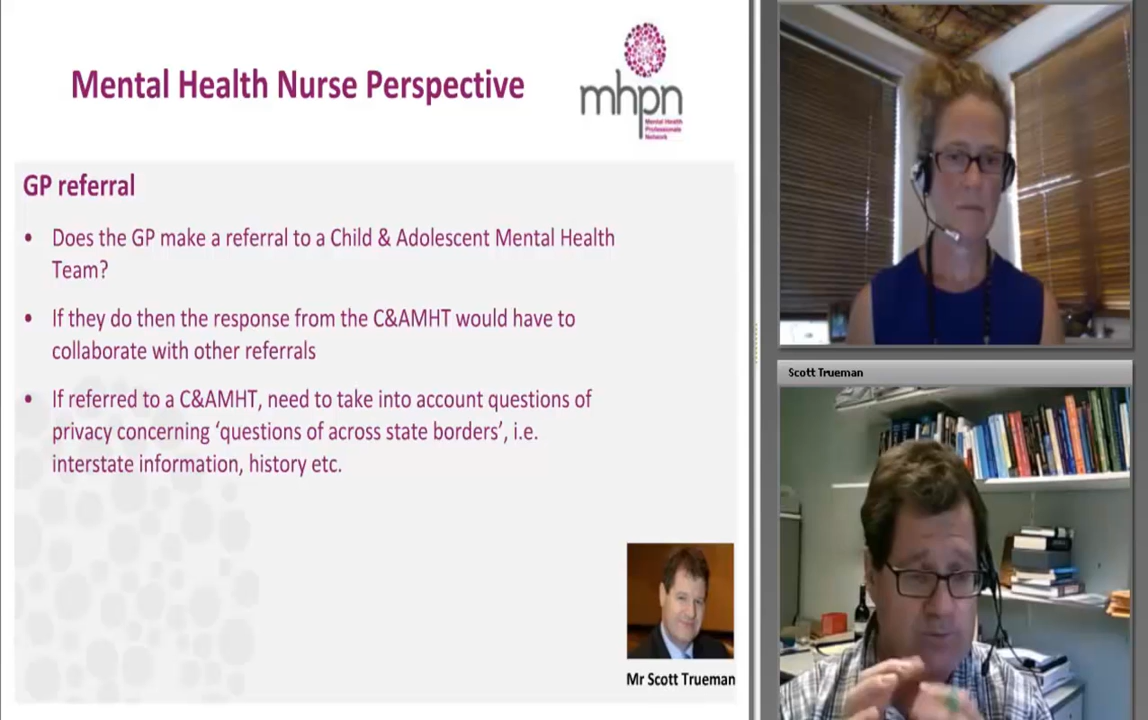 Mental Health Nurse Perspective
mhpn
Mental Health
Professionals
Network
GP referral
• Does the GP make a referral to a Child & Adolescent Mental Health
Team?
• If they do then the response from the C&AMHT would have to
collaborate with other referrals
• If referred to a C&AMHT, need to take into account questions of
privacy concerning ‘questions of across state borders’, i.e.
interstate information, history etc.
Mr Scott Trueman
Scott Trueman